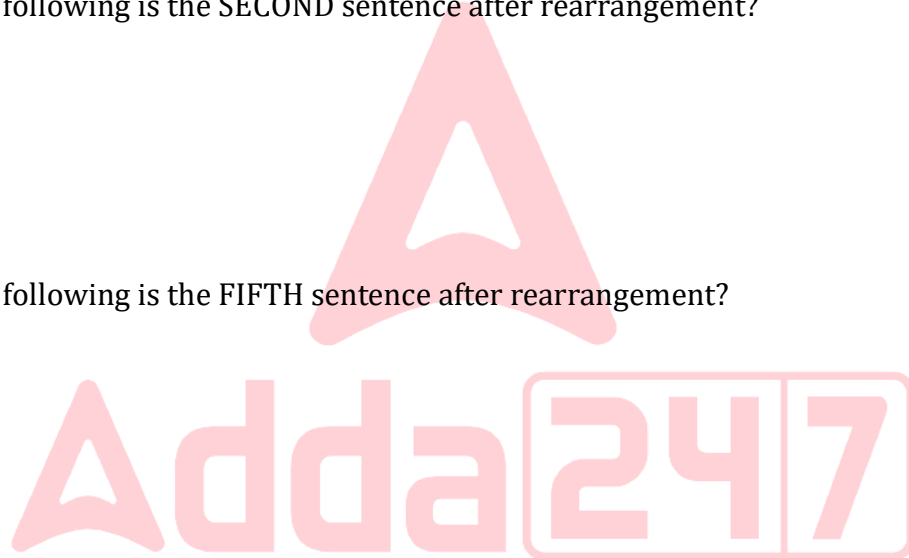 following is the SECOND sentence after rearrangement?
following is the FIFTH sentence after rearrangement?
Adda247